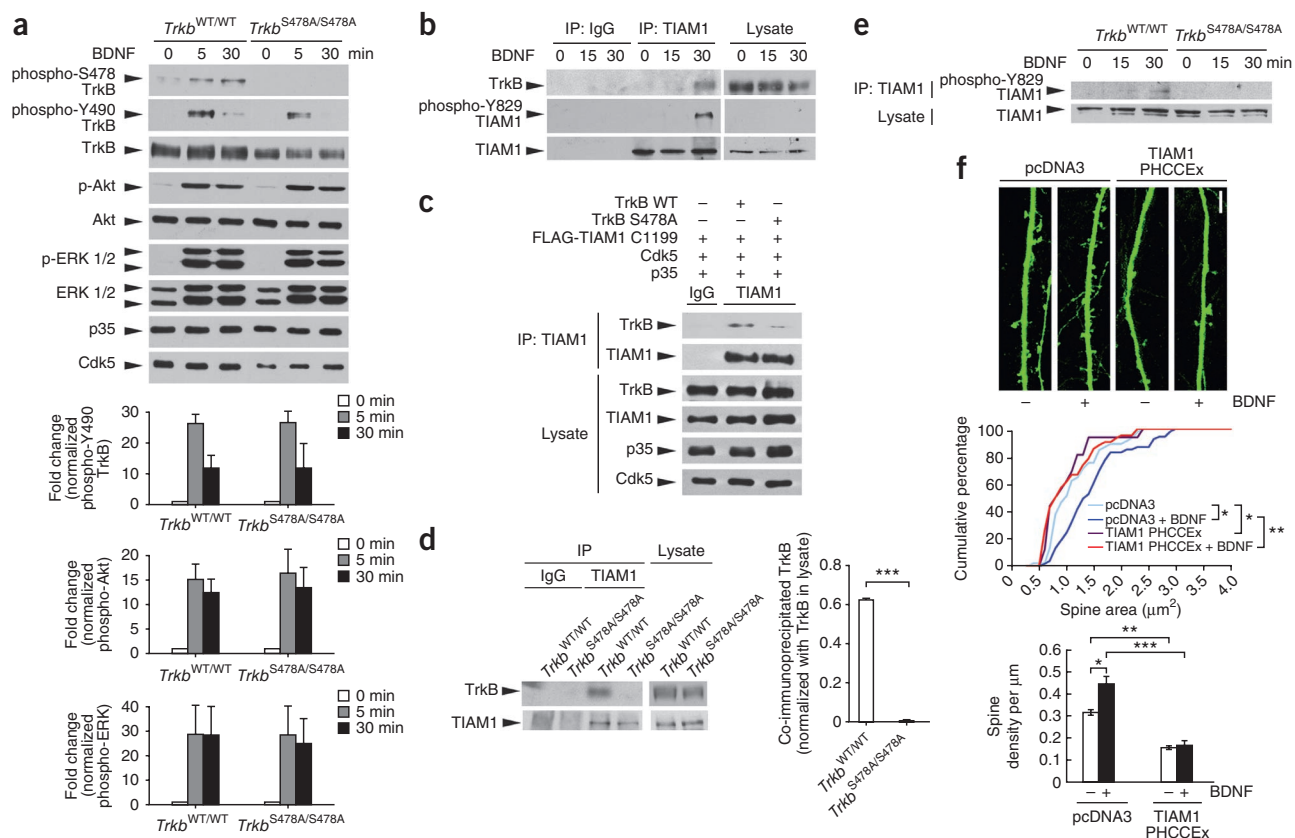 a
Trkb WT/WT Trkb S478A/S478A
BDNF 0 5 30 0 5 30 min
phospho-S478
TrkB
phospho-Y490
TrkB
TrkB
p-Akt
Akt
p-ERK 1/2
ERK 1/2
p35
Cdk5
Fold change
(normalized
phospho-Y490
TrkB)
30
20
10
0
0 min
5 min
30 min
Trkb WT/WT Trkb S478A/S478A
Fold change
(normalized
phospho-Akt)
25
20
15
10
5
0
0 min
5 min
30 min
Trkb WT/WT Trkb S478A/S478A
Fold change
(normalized
phospho-ERK)
50
40
30
20
10
0
0 min
5 min
30 min
Trkb WT/WT Trkb S478A/S478A
b
IP: IgG IP: TIAM1 Lysate
BDNF 0 15 30 0 15 30 0 15 30
TrkB
phospho-Y829
TIAM1
TIAM1
c
TrkB WT – + –
TrkB S478A – – +
FLAG-TIAM1 C1199 + + +
Cdk5 + + +
p35 + + +
IgG TIAM1
IP: TIAM1
TrkB
TIAM1
Lysate
TrkB
TIAM1
p35
Cdk5
d
IP Lysate
IgG TIAM1
Trkb WT/WT Trkb S478A/S478A Trkb WT/WT Trkb S478A/S478A Trkb WT/WT Trkb S478A/S478A
TrkB
TIAM1
Co-immunoprecipitated TrkB
(normalized with TrkB in lysate)
0.8
0.6
0.4
0.2
0
***
Trkb WT/WT
Trkb S478A/S478A
e
Trkb WT/WT Trkb S478A/S478A
BDNF 0 15 30 0 15 30 min
IP: TIAM1
phospho-Y829
TIAM1
Lysate TIAM1
f
pcDNA3 TIAM1
PHCCEx
– + – + BDNF
Cumulative percentage
100
80
60
40
20
0
0 0.5 1.0 1.5 2.0 2.5 3.0 3.5 4.0
Spine area (μm2)
pcDNA3
pcDNA3 + BDNF
TIAM1 PHCCEx
TIAM1 PHCCEx + BDNF
* * **
Spine
density per μm
0.6
0.5
0.4
0.3
0.2
0.1
0
**
***
*
– + – + BDNF
pcDNA3 TIAM1
PHCCEx